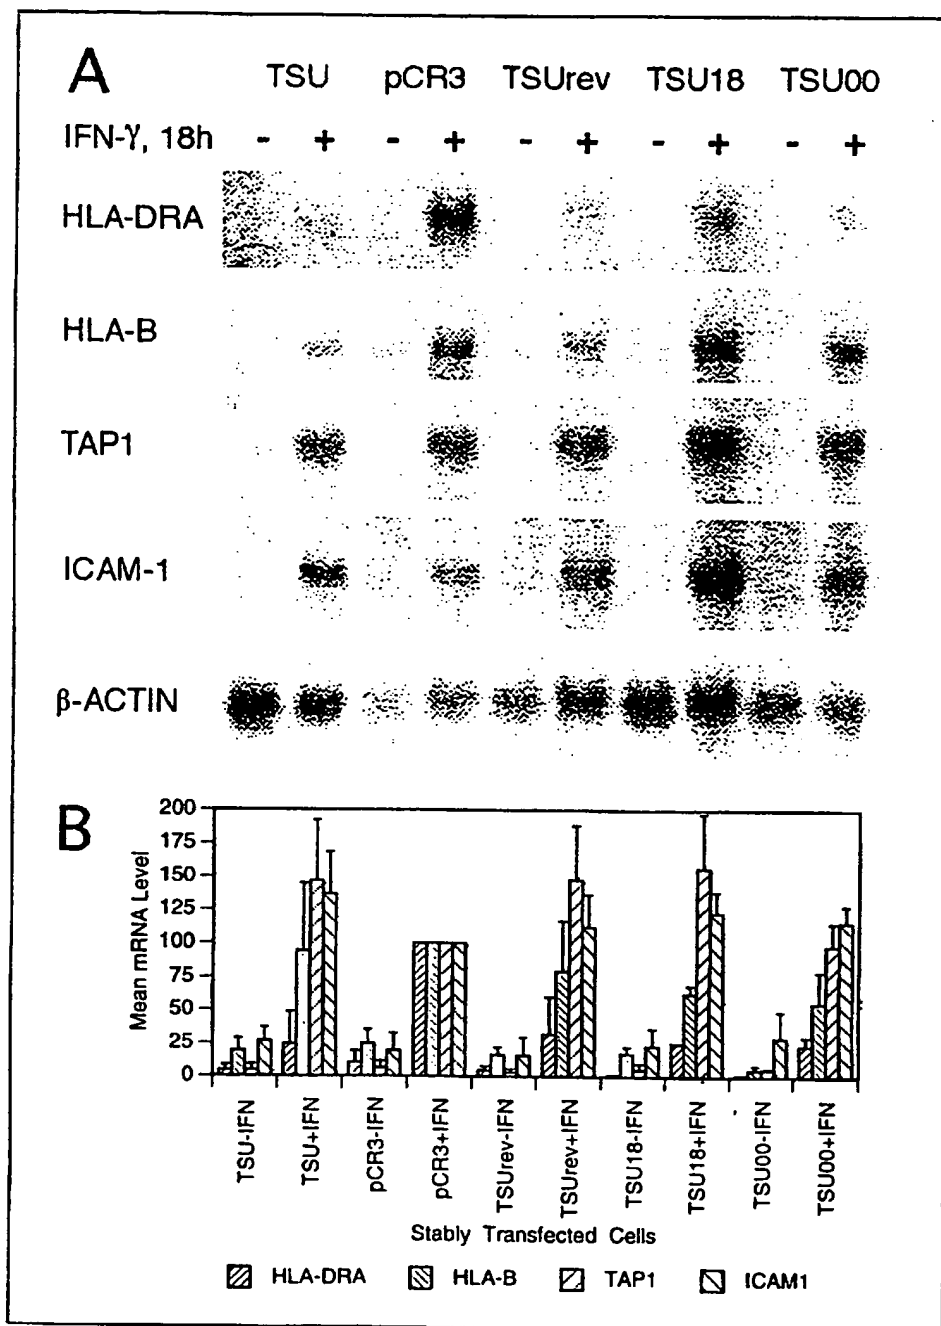 A
TSU pCR3 TSUrev TSU18 TSU00
IFN-γ, 18h - + - + - + - + - +
HLA-DRA
HLA-B
TAP1
ICAM-1
β-ACTIN
B
Mean mRNA Level
200
175
150
125
100
75
50
25
0
TSU-IFN
TSU+IFN
pCR3-IFN
pCR3+IFN
TSUrev-IFN
TSUrev+IFN
TSU18-IFN
TSU18+IFN
TSU00-IFN
TSU00+IFN
Stably Transfected Cells
HLA-DRA HLA-B TAP1 ICAM1